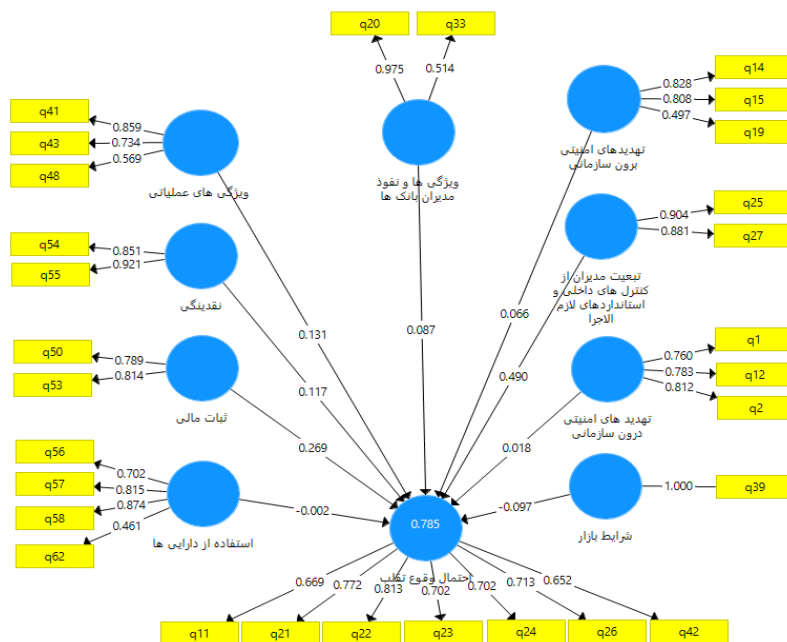 q20
q33
0.975
0.514
ویژگی ها و نفوذ
مدیران بانک ها
0.087
q41
q43
q48
0.859
0.734
0.569
ویژگی های عملیاتی
0.131
q54
q55
0.851
0.921
نقدینگی
0.117
q50
q53
0.789
0.814
ثبات مالی
0.269
q56
q57
q58
q62
0.702
0.815
0.874
0.461
استفاده از دارایی ها
-0.002
q14
q15
q19
0.828
0.808
0.497
تهدیدهای امنیتی
برون سازمانی
0.066
q25
q27
0.904
0.881
تبعیت مدیران از
کنترل های داخلی و
استانداردهای لازم
الاجرا
0.490
q1
q12
q2
0.760
0.783
0.812
تهدید های امنیتی
درون سازمانی
0.018
q39
1.000
شرایط بازار
-0.097
0.785
احتمال وقوع تقلب
0.669
0.772
0.813
0.702
0.702
0.713
0.652
q11
q21
q22
q23
q24
q26
q42